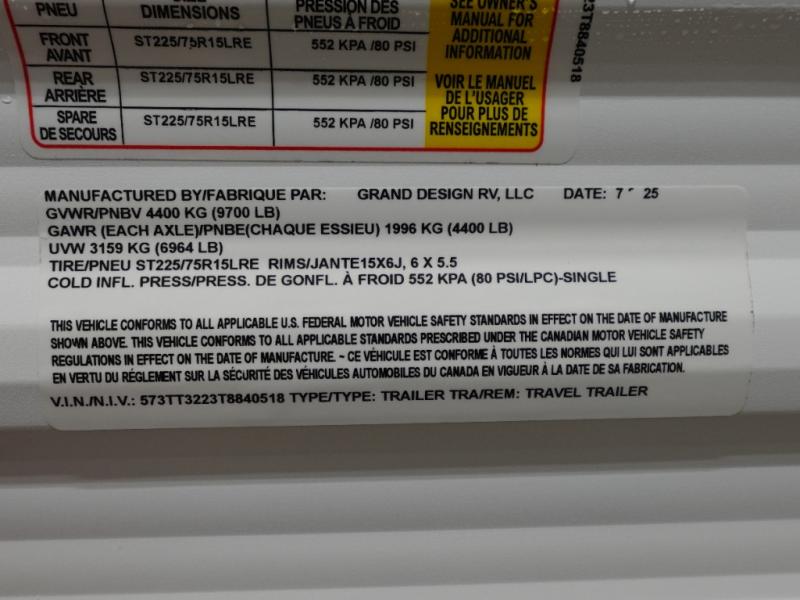 PNEU
DIMENSIONS
PRESSION DES
PNEUS À FROID
SEE OWNER'S
MANUAL FOR
ADDITIONAL
INFORMATION
FRONT
AVANT
ST225/75R15LRE
552 KPA /80 PSI
REAR
ARRIÈRE
ST225/75R15LRE
552 KPA /80 PSI
VOIR LE MANUEL
DE L'USAGER
POUR PLUS DE
RENSEIGNEMENTS
SPARE
DE SECOURS
ST225/75R15LRE
552 KPA /80 PSI
23T8840518
MANUFACTURED BY/FABRIQUE PAR: GRAND DESIGN RV, LLC DATE: 7 25
GVWR/PNBV 4400 KG (9700 LB)
GAWR (EACH AXLE)/PNBE(CHAQUE ESSIEU) 1996 KG (4400 LB)
UVW 3159 KG (6964 LB)
TIRE/PNEU ST225/75R15LRE RIMS/JANTE15X6J, 6 X 5.5
COLD INFL. PRESS/PRESS. DE GONFL. À FROID 552 KPA (80 PSI/LPC)-SINGLE
THIS VEHICLE CONFORMS TO ALL APPLICABLE U.S. FEDERAL MOTOR VEHICLE SAFETY STANDARDS IN EFFECT ON THE DATE OF MANUFACTURE
SHOWN ABOVE. THIS VEHICLE CONFORMS TO ALL APPLICABLE STANDARDS PRESCRIBED UNDER THE CANADIAN MOTOR VEHICLE SAFETY
REGULATIONS IN EFFECT ON THE DATE OF MANUFACTURE. ~ CE VÉHICULE EST CONFORME À TOUTES LES NORMES QUI LUI SONT APPLICABLES
EN VERTU DU RÉGLEMENT SUR LA SÉCURITÉ DES VÉHICULES AUTOMOBILES DU CANADA EN VIGUEUR À LA DATE DE SA FABRICATION.
V.I.N./N.I.V.: 573TT3223T8840518 TYPE/TYPE: TRAILER TRA/REM: TRAVEL TRAILER